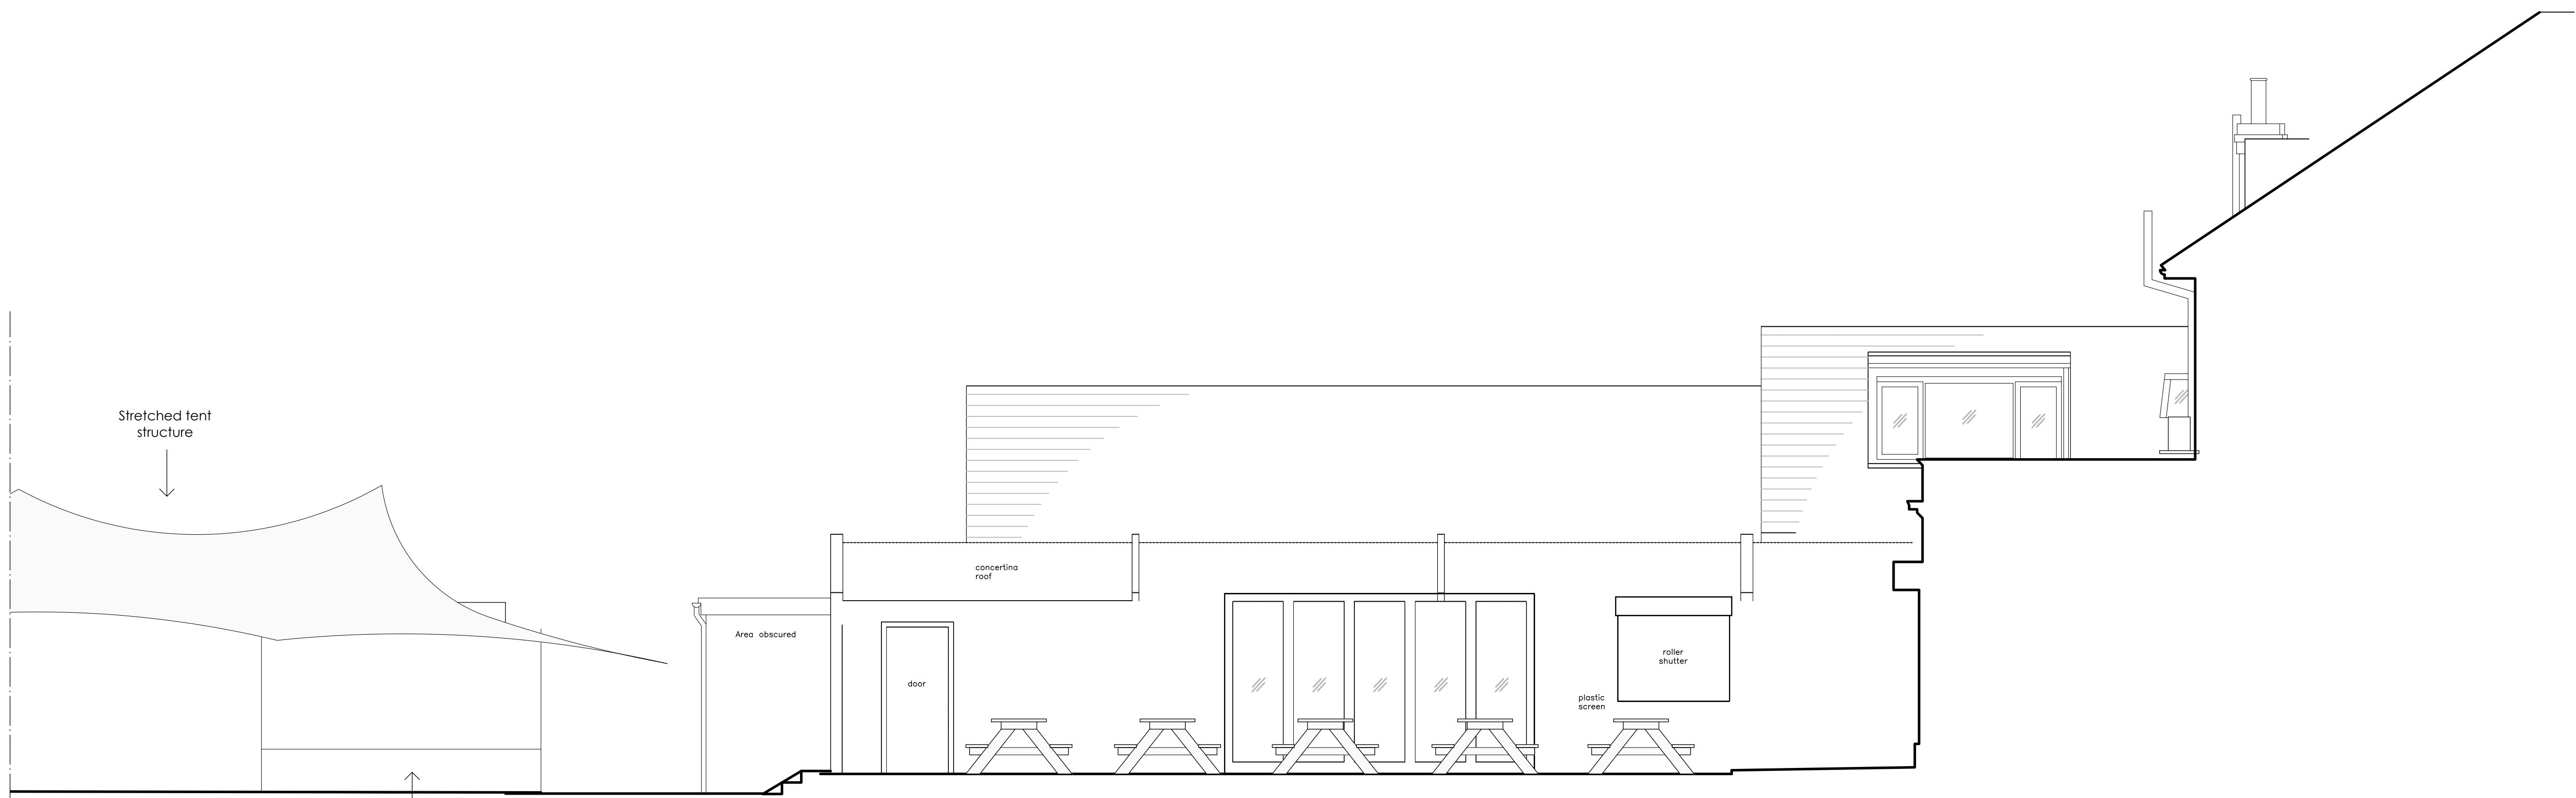 Stretched tent
structure
concertina
roof
Area obscured
door
roller
shutter
plastic
screen